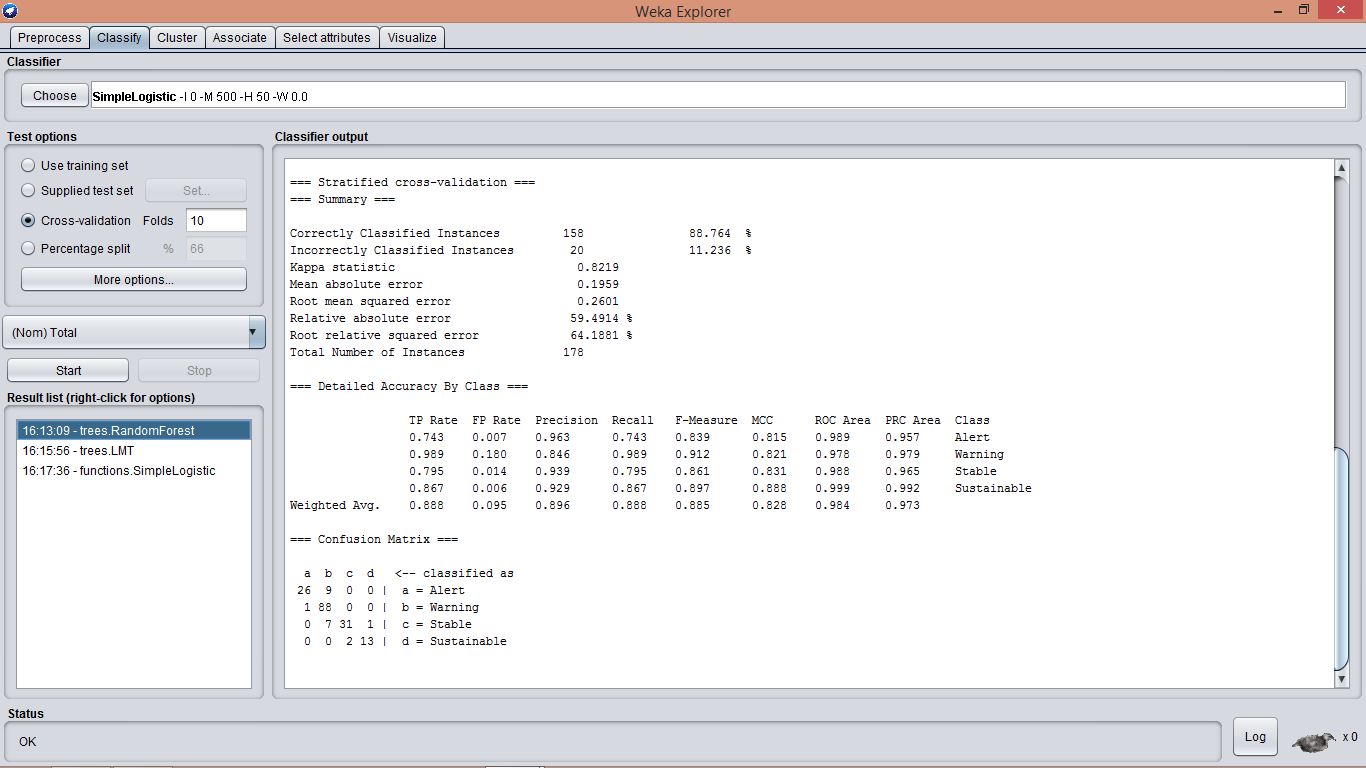 Weka Explorer
Preprocess Classify Cluster Associate Select attributes Visualize
Classifier
Choose SimpleLogistic -I 0 -M 500 -H 50 -W 0.0
Test options
Use training set
Supplied test set Set...
Cross-validation Folds 10
Percentage split % 66
More options...
(Nom) Total
Start Stop
Result list (right-click for options)
16:13:09 - trees.RandomForest
16:15:56 - trees.LMT
16:17:36 - functions.SimpleLogistic
Classifier output
=== Stratified cross-validation ===
=== Summary ===
Correctly Classified Instances 158 88.764 %
Incorrectly Classified Instances 20 11.236 %
Kappa statistic 0.8219
Mean absolute error 0.1959
Root mean squared error 0.2601
Relative absolute error 59.4914 %
Root relative squared error 64.1881 %
Total Number of Instances 178
=== Detailed Accuracy By Class ===
TP Rate FP Rate Precision Recall F-Measure MCC ROC Area PRC Area Class
0.743 0.007 0.963 0.743 0.839 0.815 0.989 0.957 Alert
0.989 0.180 0.846 0.989 0.912 0.821 0.978 0.979 Warning
0.795 0.014 0.939 0.795 0.861 0.831 0.988 0.965 Stable
0.867 0.006 0.929 0.867 0.897 0.888 0.999 0.992 Sustainable
Weighted Avg. 0.888 0.095 0.896 0.888 0.885 0.828 0.984 0.973
=== Confusion Matrix ===
a b c d <-- classified as
26 9 0 0 | a = Alert
1 88 0 0 | b = Warning
0 7 31 1 | c = Stable
0 0 2 13 | d = Sustainable
Status
OK
Log x 0